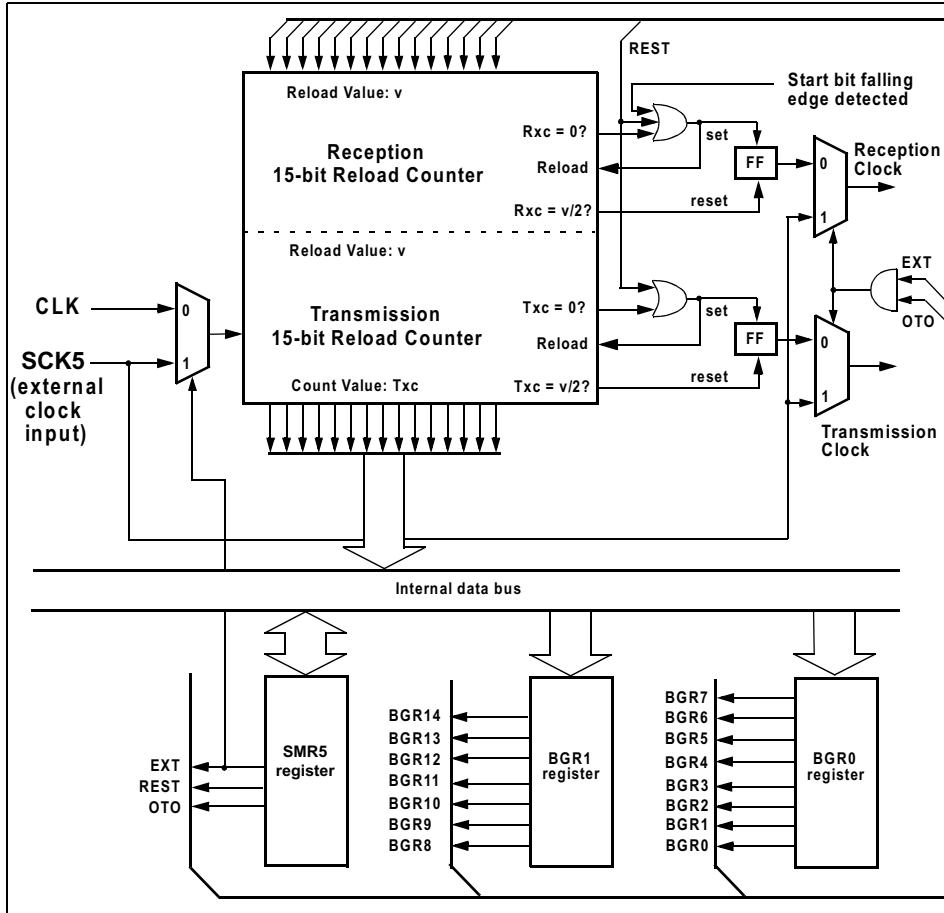 REST
Start bit falling
edge detected
Reload Value: v
Rxc = 0?
set
Reception
15-bit Reload Counter
Reload
FF
0
Reception
Clock
Rxc = v/2?
reset
1
Reload Value: v
EXT
OTO
CLK
0
Transmission
15-bit Reload Counter
Txc = 0?
set
Reload
FF
0
SCK5
(external
clock
input)
1
Count Value: Txc
Txc = v/2?
reset
1
Transmission
Clock
Internal data bus
EXT
REST
OTO
SMR5
register
BGR14
BGR13
BGR12
BGR11
BGR10
BGR9
BGR8
BGR1
register
BGR7
BGR6
BGR5
BGR4
BGR3
BGR2
BGR1
BGR0
BGR0
register